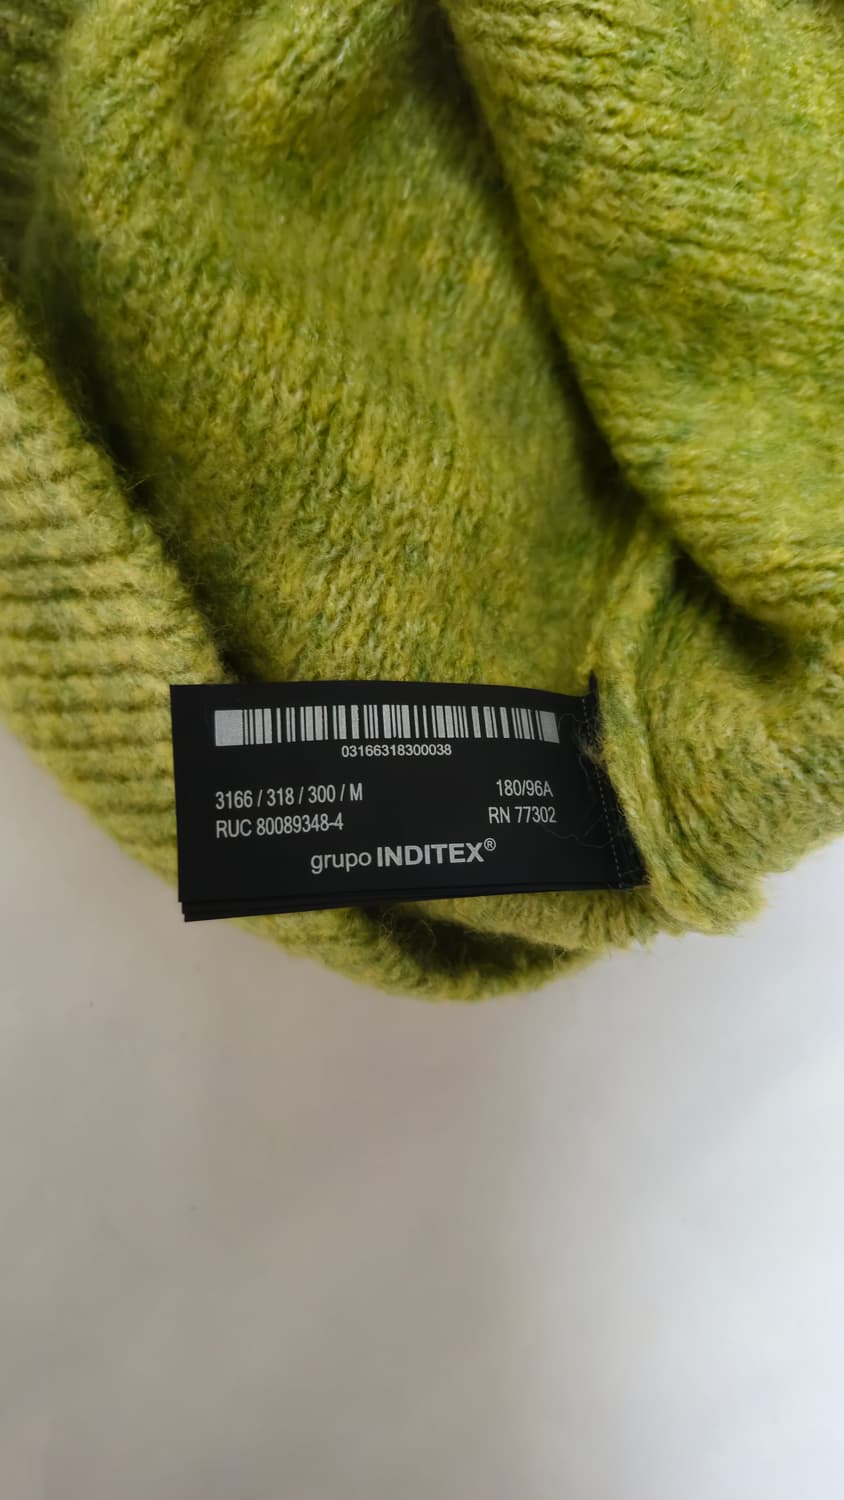 03166318300038
3166 / 318 / 300 / M
180/96A
RUC 80089348-4
RN 77302
grupo INDITEX®